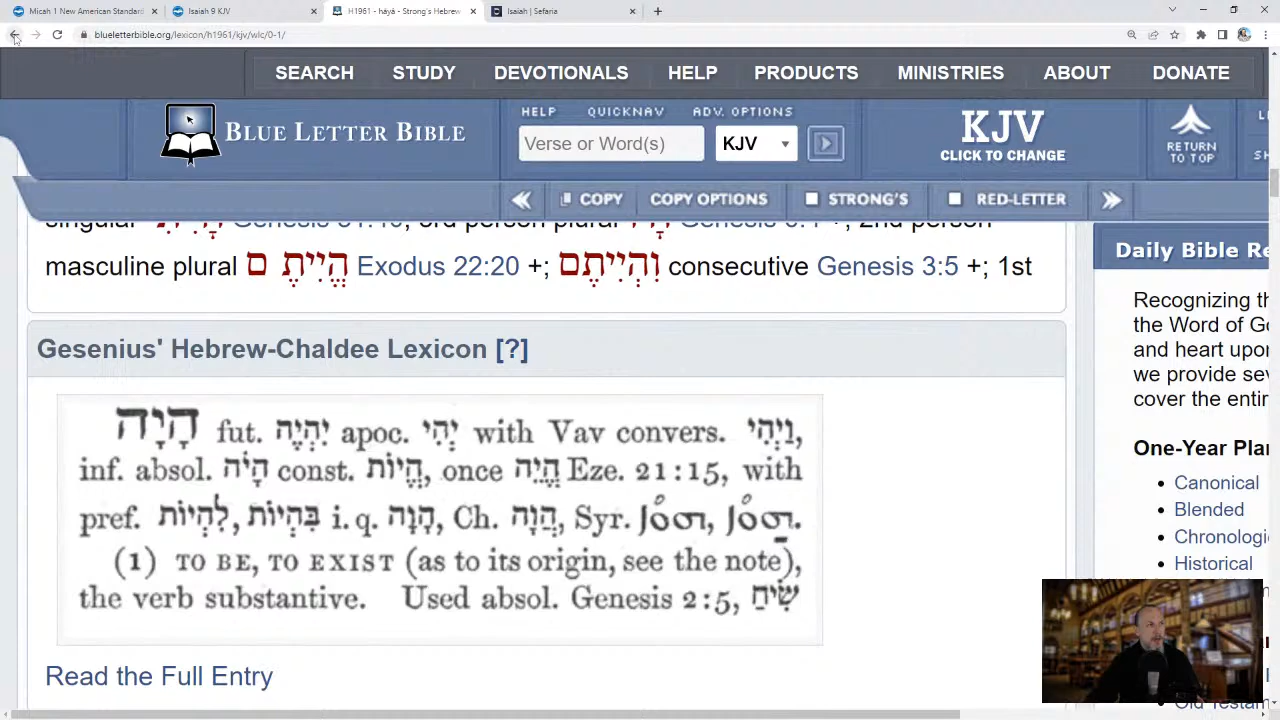 Micah 1 New American Standard
Isaiah 9 KJV
H1961 - hāyâ - Strong's Hebrew
Isaiah | Sefaria
blueletterbible.org/lexicon/h1961/kjv/wlc/0-1/
SEARCH STUDY DEVOTIONALS HELP PRODUCTS MINISTRIES ABOUT DONATE
BLUE LETTER BIBLE
HELP QUICKNAV ADV. OPTIONS
Verse or Word(s) KJV
KJV
CLICK TO CHANGE
RETURN
TO TOP
COPY COPY OPTIONS STRONG'S RED-LETTER
masculine plural הֱיִיתֶ ם Exodus 22:20 +; וִהְיִיתֶם consecutive Genesis 3:5 +; 1st
Gesenius' Hebrew-Chaldee Lexicon [?]
הָיָה fut. יִהְיֶה apoc. יְהִי with Vav convers. וַיְהִי,
inf. absol. הָיֹה const. הֱיוֹת, once הֱיֵה Eze. 21:15, with
pref. לִהְיוֹת, בִּהְיוֹת i. q. הָוָה, Ch. הֲוָה, Syr.
(1) TO BE, TO EXIST (as to its origin, see the note),
the verb substantive. Used absol. Genesis 2:5, שִׂיחַ
Read the Full Entry
Daily Bible Re
Recognizing th
the Word of Go
and heart upor
we provide sev
cover the entir
One-Year Plan
Canonical
Blended
Chronologi
Historical